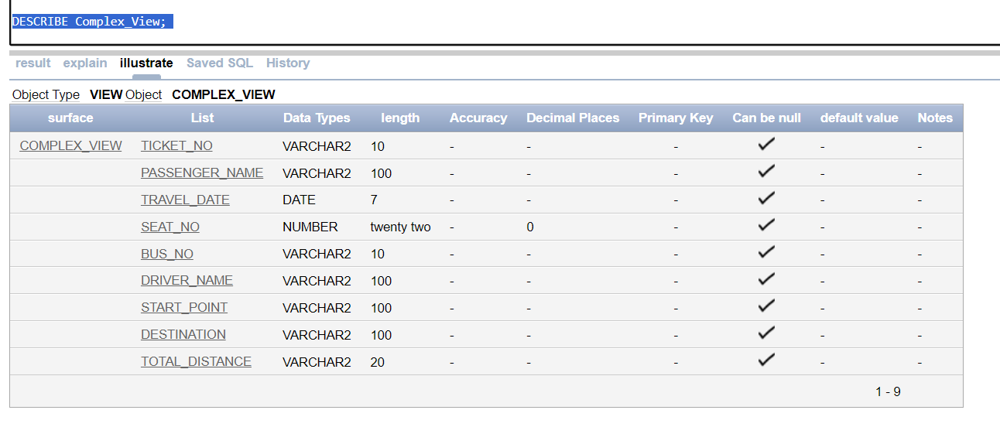 DESCRIBE Complex_View;
result explain illustrate Saved SQL History
Object Type VIEW Object COMPLEX_VIEW
surface List Data Types length Accuracy Decimal Places Primary Key Can be null default value Notes
COMPLEX_VIEW TICKET_NO VARCHAR2 10 - - - ✓ - -
PASSENGER_NAME VARCHAR2 100 - - - ✓ - -
TRAVEL_DATE DATE 7 - - - ✓ - -
SEAT_NO NUMBER twenty two - 0 - ✓ - -
BUS_NO VARCHAR2 10 - - - ✓ - -
DRIVER_NAME VARCHAR2 100 - - - ✓ - -
START_POINT VARCHAR2 100 - - - ✓ - -
DESTINATION VARCHAR2 100 - - - ✓ - -
TOTAL_DISTANCE VARCHAR2 20 - - - ✓ - -
1 - 9